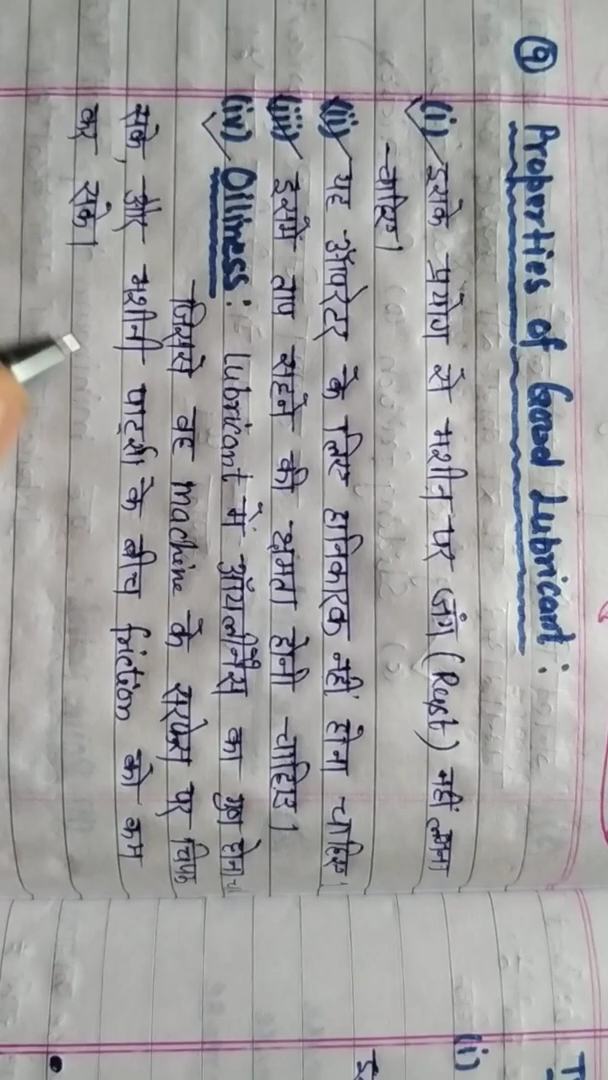 ⑨ Properties of Good Lubricant :
(i) इसके प्रयोग से मशीन पर जंग (Rust) नहीं लगना
चाहिए।
(ii) यह ऑपरेटर के लिए हानिकारक नहीं होना चाहिए।
(iii) इसमें ताप सहने की क्षमता होनी चाहिए।
(iv) Oiliness: Lubricant में ऑयलीनेस का गुण होना
जिससे वह machine के सरफेस पर चिपक
सके, और मशीनी पार्ट्स के बीच friction को कम
कर सके।
(i)